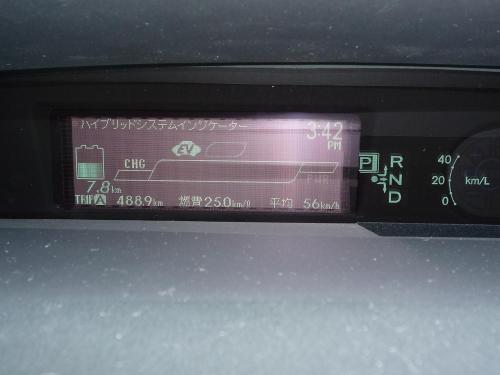 ハイブリッドシステムインジケーター 3:42
PM
EV
CHG
PWR
7.8km
TRIP A 488.9km 燃費25.0km/ℓ 平均 56km/h
P R
N
D
40
20 km/L
0